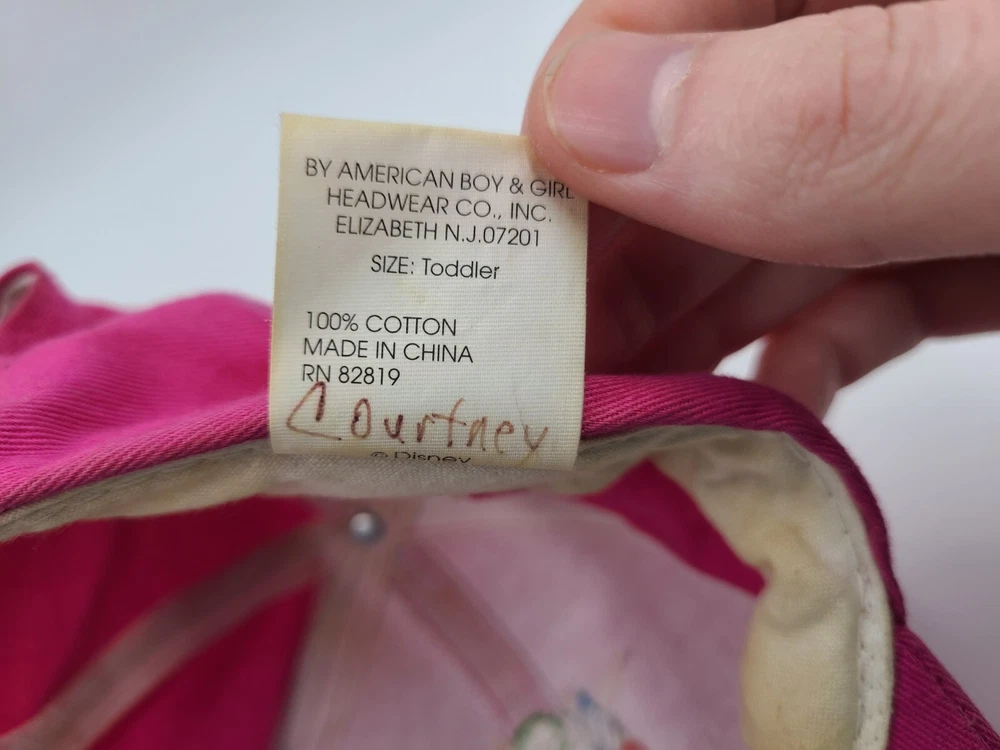 BY AMERICAN BOY & GIRL
HEADWEAR CO., INC.
ELIZABETH N.J.07201
SIZE: Toddler
100% COTTON
MADE IN CHINA
RN 82819
Courtney
© Disney